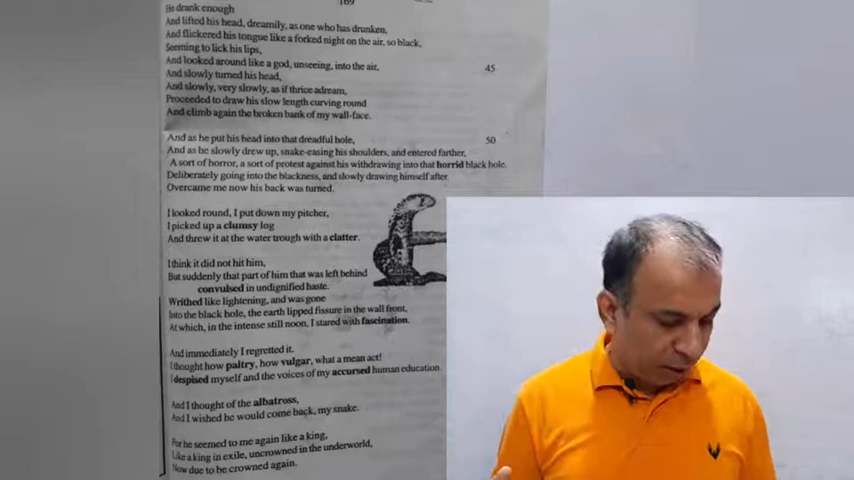 169
He drank enough
And lifted his head, dreamily, as one who has drunken,
And flickered his tongue like a forked night on the air, so black,
Seeming to lick his lips,
And looked around like a god, unseeing, into the air, 45
And slowly turned his head,
And slowly, very slowly, as if thrice adream,
Proceeded to draw his slow length curving round
And climb again the broken bank of my wall-face.
And as he put his head into that dreadful hole, 50
And as he slowly drew up, snake-easing his shoulders, and entered farther,
A sort of horror, a sort of protest against his withdrawing into that horrid black hole,
Deliberately going into the blackness, and slowly drawing himself after,
Overcame me now his back was turned.
I looked round, I put down my pitcher,
I picked up a clumsy log
And threw it at the water trough with a clatter.
I think it did not hit him,
But suddenly that part of him that was left behind
convulsed in undignified haste.
Writhed like lightening, and was gone
Into the black hole, the earth lipped fissure in the wall front,
At which, in the intense still noon, I stared with fascination.
And immediately I regretted it.
I thought how paltry, how vulgar, what a mean act!
I despised myself and the voices of my accursed human education.
And I thought of the albatross,
And I wished he would come back, my snake.
For he seemed to me again like a king,
Like a king in exile, uncrowned in the underworld,
Now due to be crowned again.